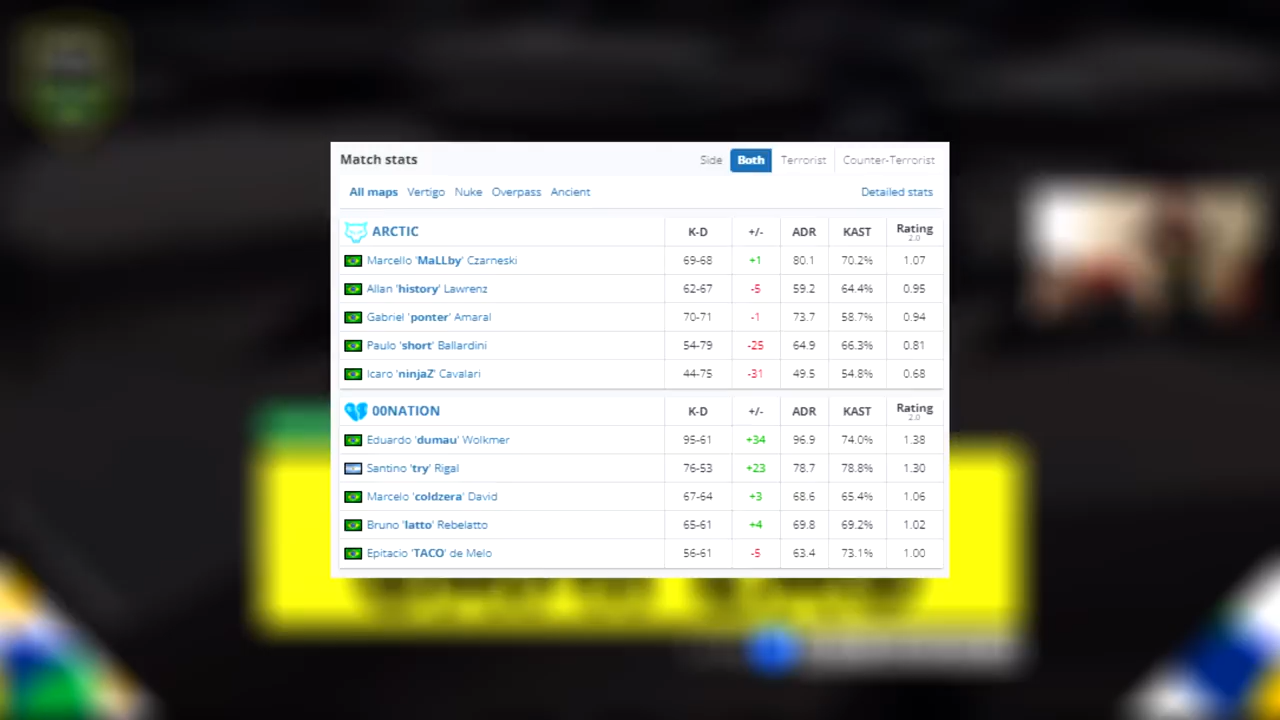 Match stats Side Both Terrorist Counter-Terrorist
All maps Vertigo Nuke Overpass Ancient Detailed stats
ARCTIC K-D +/- ADR KAST Rating 2.0
Marcello 'MaLLby' Czarneski 69-68 +1 80.1 70.2% 1.07
Allan 'history' Lawrenz 62-67 -5 59.2 64.4% 0.95
Gabriel 'ponter' Amaral 70-71 -1 73.7 58.7% 0.94
Paulo 'short' Ballardini 54-79 -25 64.9 66.3% 0.81
Icaro 'ninjaZ' Cavalari 44-75 -31 49.5 54.8% 0.68
00NATION K-D +/- ADR KAST Rating 2.0
Eduardo 'dumau' Wolkmer 95-61 +34 96.9 74.0% 1.38
Santino 'try' Rigal 76-53 +23 78.7 78.8% 1.30
Marcelo 'coldzera' David 67-64 +3 68.6 65.4% 1.06
Bruno 'latto' Rebelatto 65-61 +4 69.8 69.2% 1.02
Epitacio 'TACO' de Melo 56-61 -5 63.4 73.1% 1.00